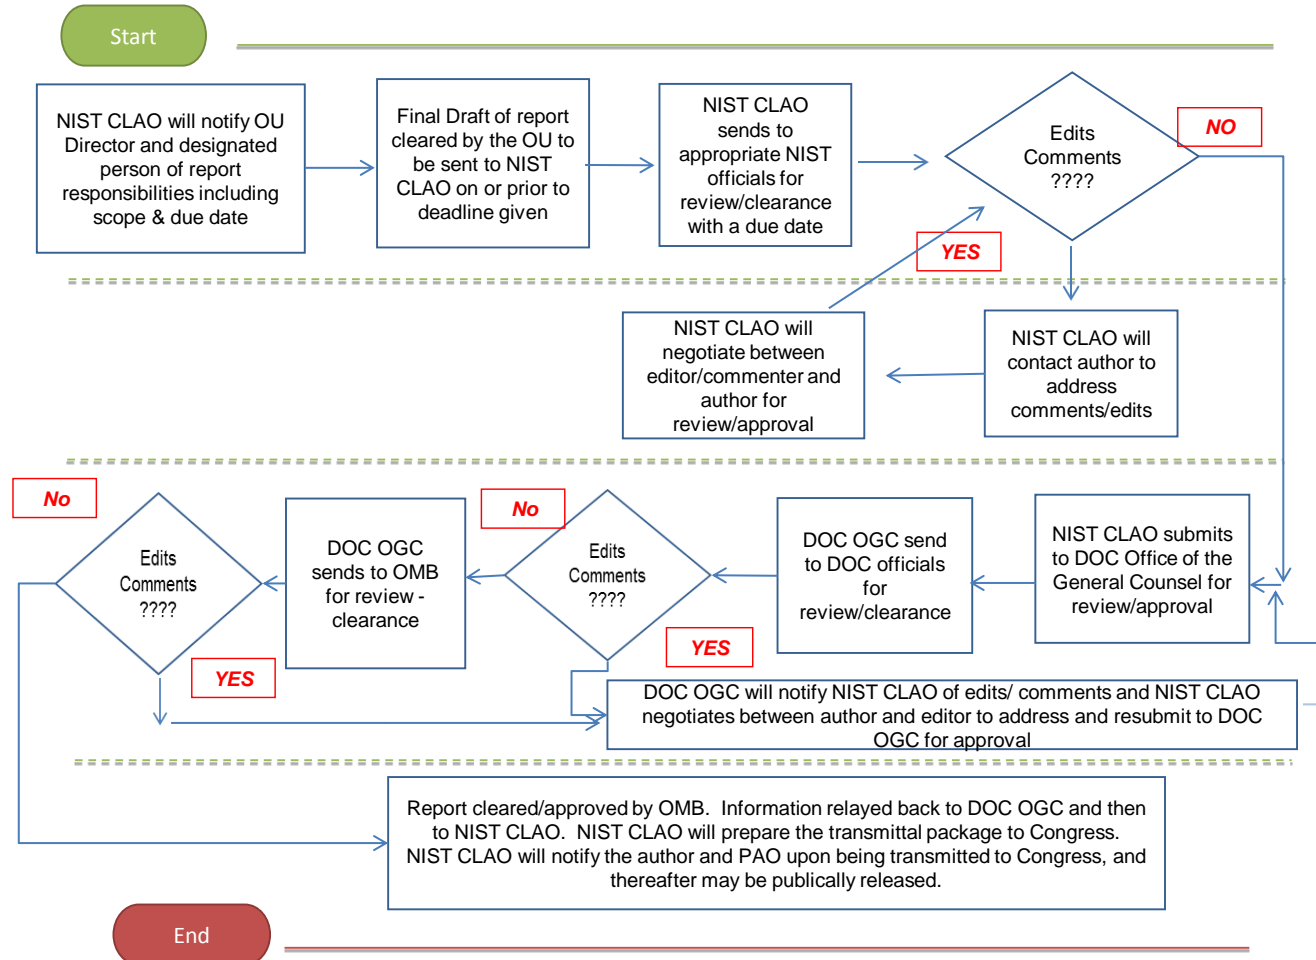 Start
NIST CLAO will notify OU
Director and designated
person of report
responsibilities including
scope & due date
Final Draft of report
cleared by the OU to
be sent to NIST
CLAO on or prior to
deadline given
NIST CLAO
sends to
appropriate NIST
officials for
review/clearance
with a due date
Edits
Comments
????
NO
YES
NIST CLAO will
contact author to
address
comments/edits
NIST CLAO will
negotiate between
editor/commenter and
author for
review/approval
NIST CLAO submits
to DOC Office of the
General Counsel for
review/approval
DOC OGC send
to DOC officials
for
review/clearance
Edits
Comments
????
No
YES
DOC OGC
sends to OMB
for review -
clearance
Edits
Comments
????
No
YES
DOC OGC will notify NIST CLAO of edits/ comments and NIST CLAO
negotiates between author and editor to address and resubmit to DOC
OGC for approval
Report cleared/approved by OMB. Information relayed back to DOC OGC and then
to NIST CLAO. NIST CLAO will prepare the transmittal package to Congress.
NIST CLAO will notify the author and PAO upon being transmitted to Congress, and
thereafter may be publically released.
End